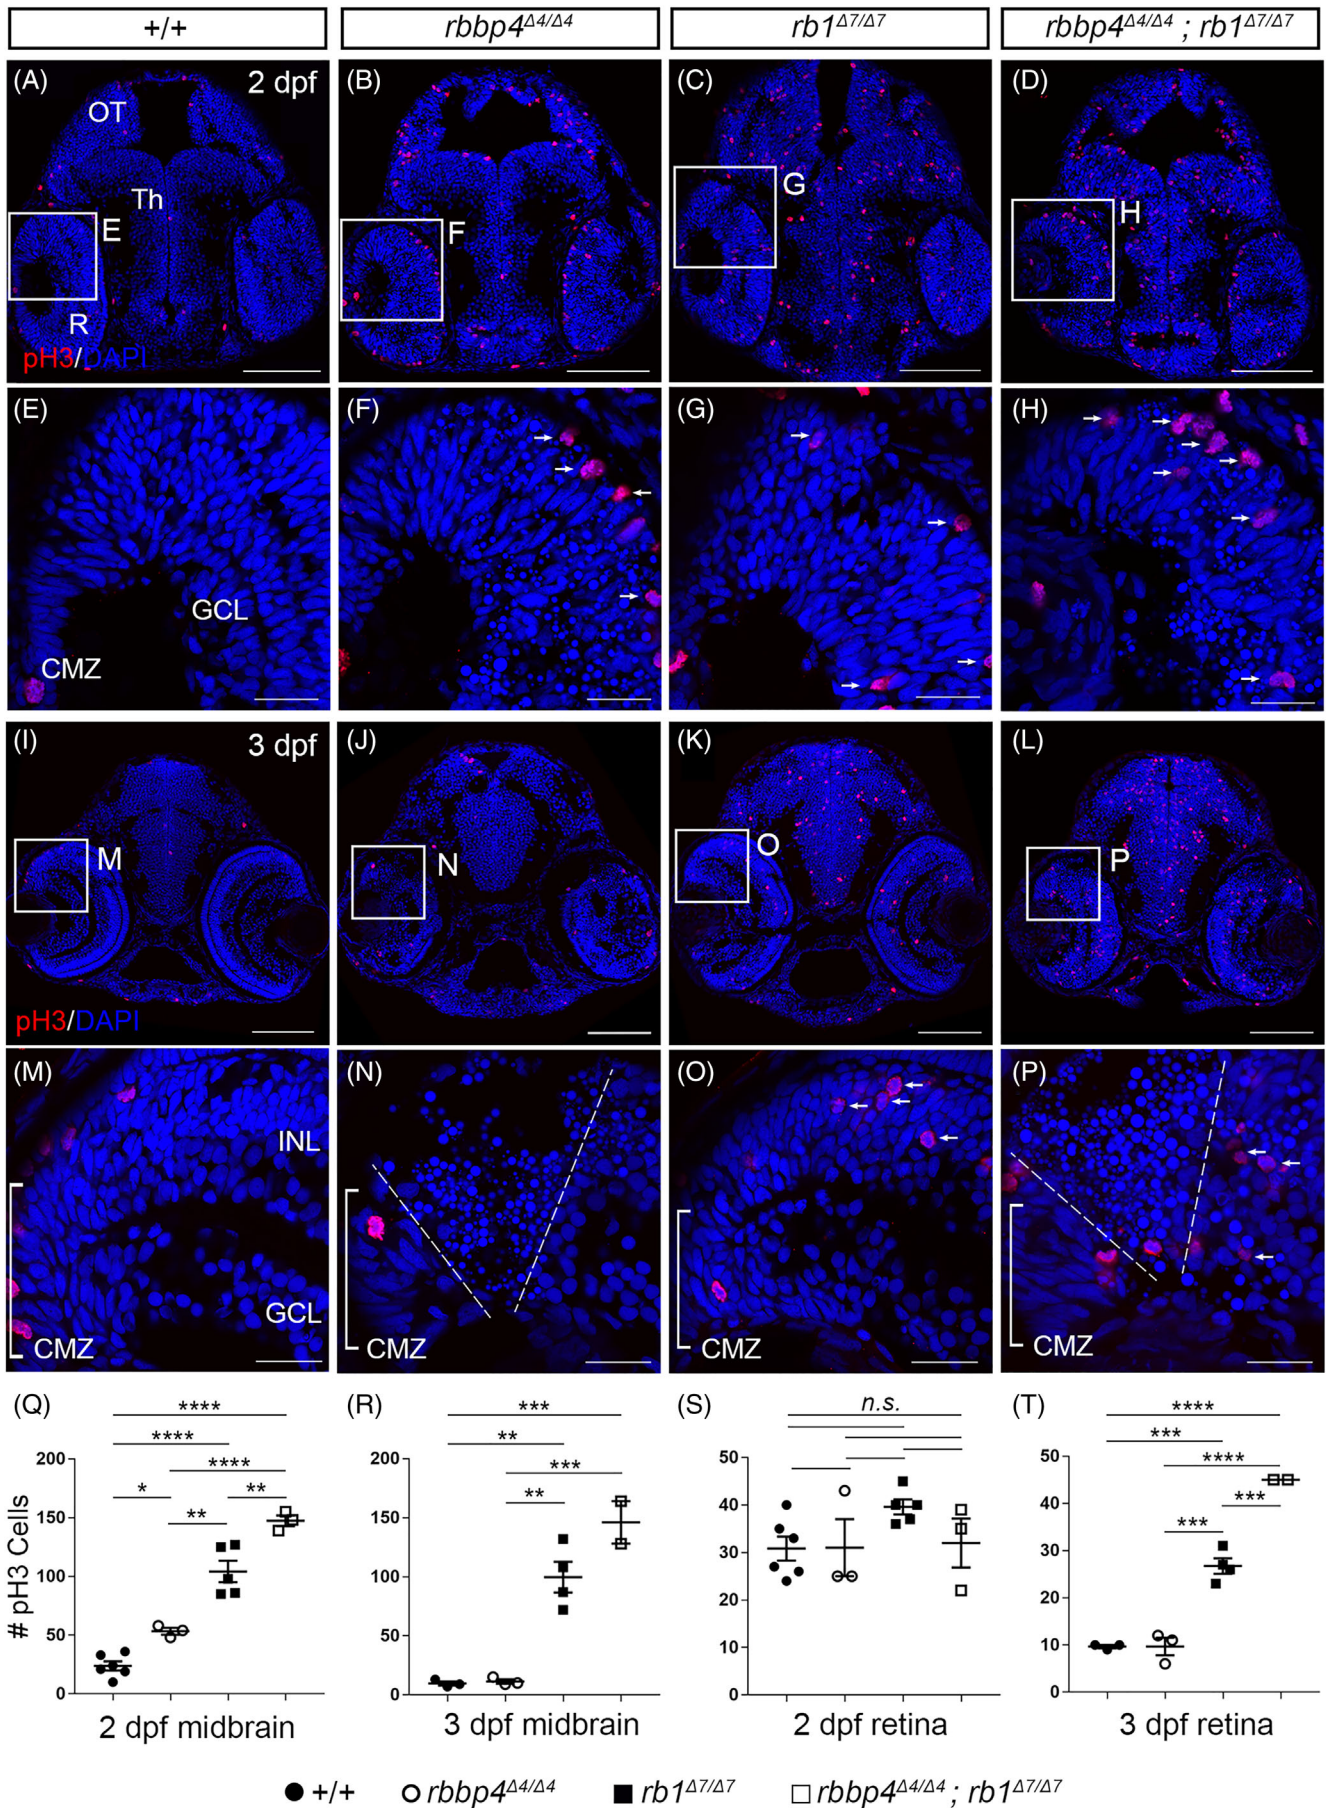 +/+
rbbp4Δ4/Δ4
rb1Δ7/Δ7
rbbp4Δ4/Δ4 ; rb1Δ7/Δ7
(A) 2 dpf
OT
Th
E
R
pH3/DAPI
(B)
F
(C)
G
(D)
H
(E)
GCL
CMZ
(F)
(G)
(H)
(I) 3 dpf
M
pH3/DAPI
(J)
N
(K)
O
(L)
P
(M)
INL
GCL
CMZ
(N)
CMZ
(O)
CMZ
(P)
CMZ
(Q)
****
****
****
*
**
**
# pH3 Cells
200
150
100
50
0
2 dpf midbrain
(R)
***
**
***
**
200
150
100
50
0
3 dpf midbrain
(S)
n.s.
50
40
30
20
10
0
2 dpf retina
(T)
****
***
****
***
***
50
40
30
20
10
0
3 dpf retina
+/+ rbbp4Δ4/Δ4 rb1Δ7/Δ7 rbbp4Δ4/Δ4 ; rb1Δ7/Δ7